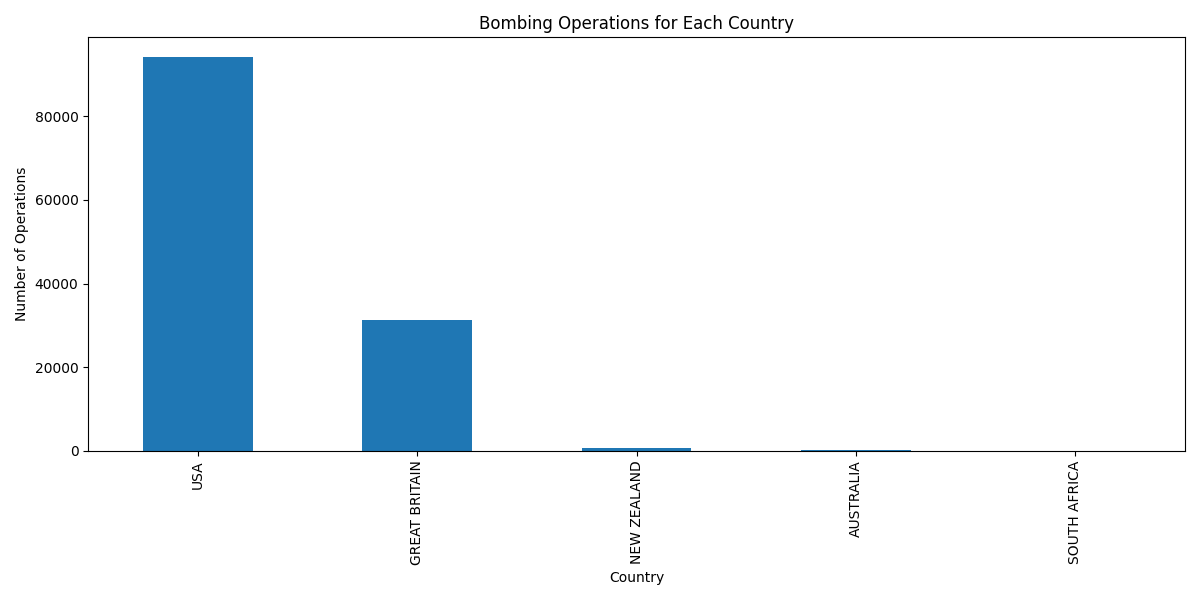 Bombing Operations for Each Country
Number of Operations
80000
60000
40000
20000
0
USA
GREAT BRITAIN
NEW ZEALAND
AUSTRALIA
SOUTH AFRICA
Country